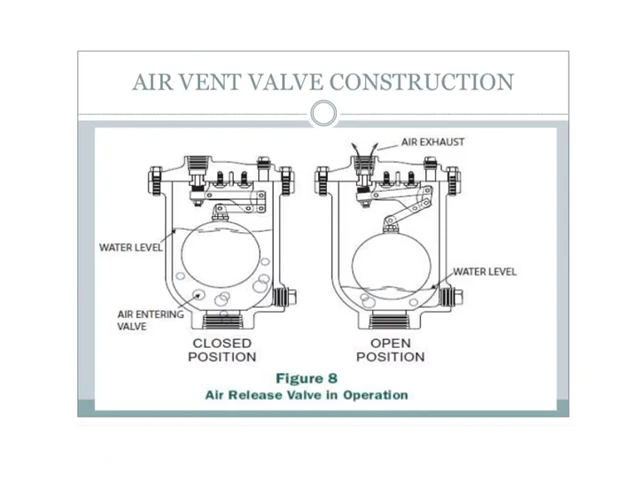 AIR VENT VALVE CONSTRUCTION
AIR EXHAUST
WATER LEVEL
WATER LEVEL
AIR ENTERING
VALVE
CLOSED
POSITION
OPEN
POSITION
Figure 8
Air Release Valve in Operation